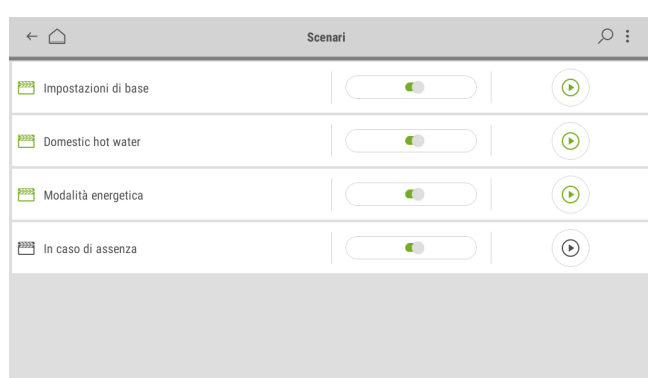 Scenari
Impostazioni di base
Domestic hot water
Modalità energetica
In caso di assenza